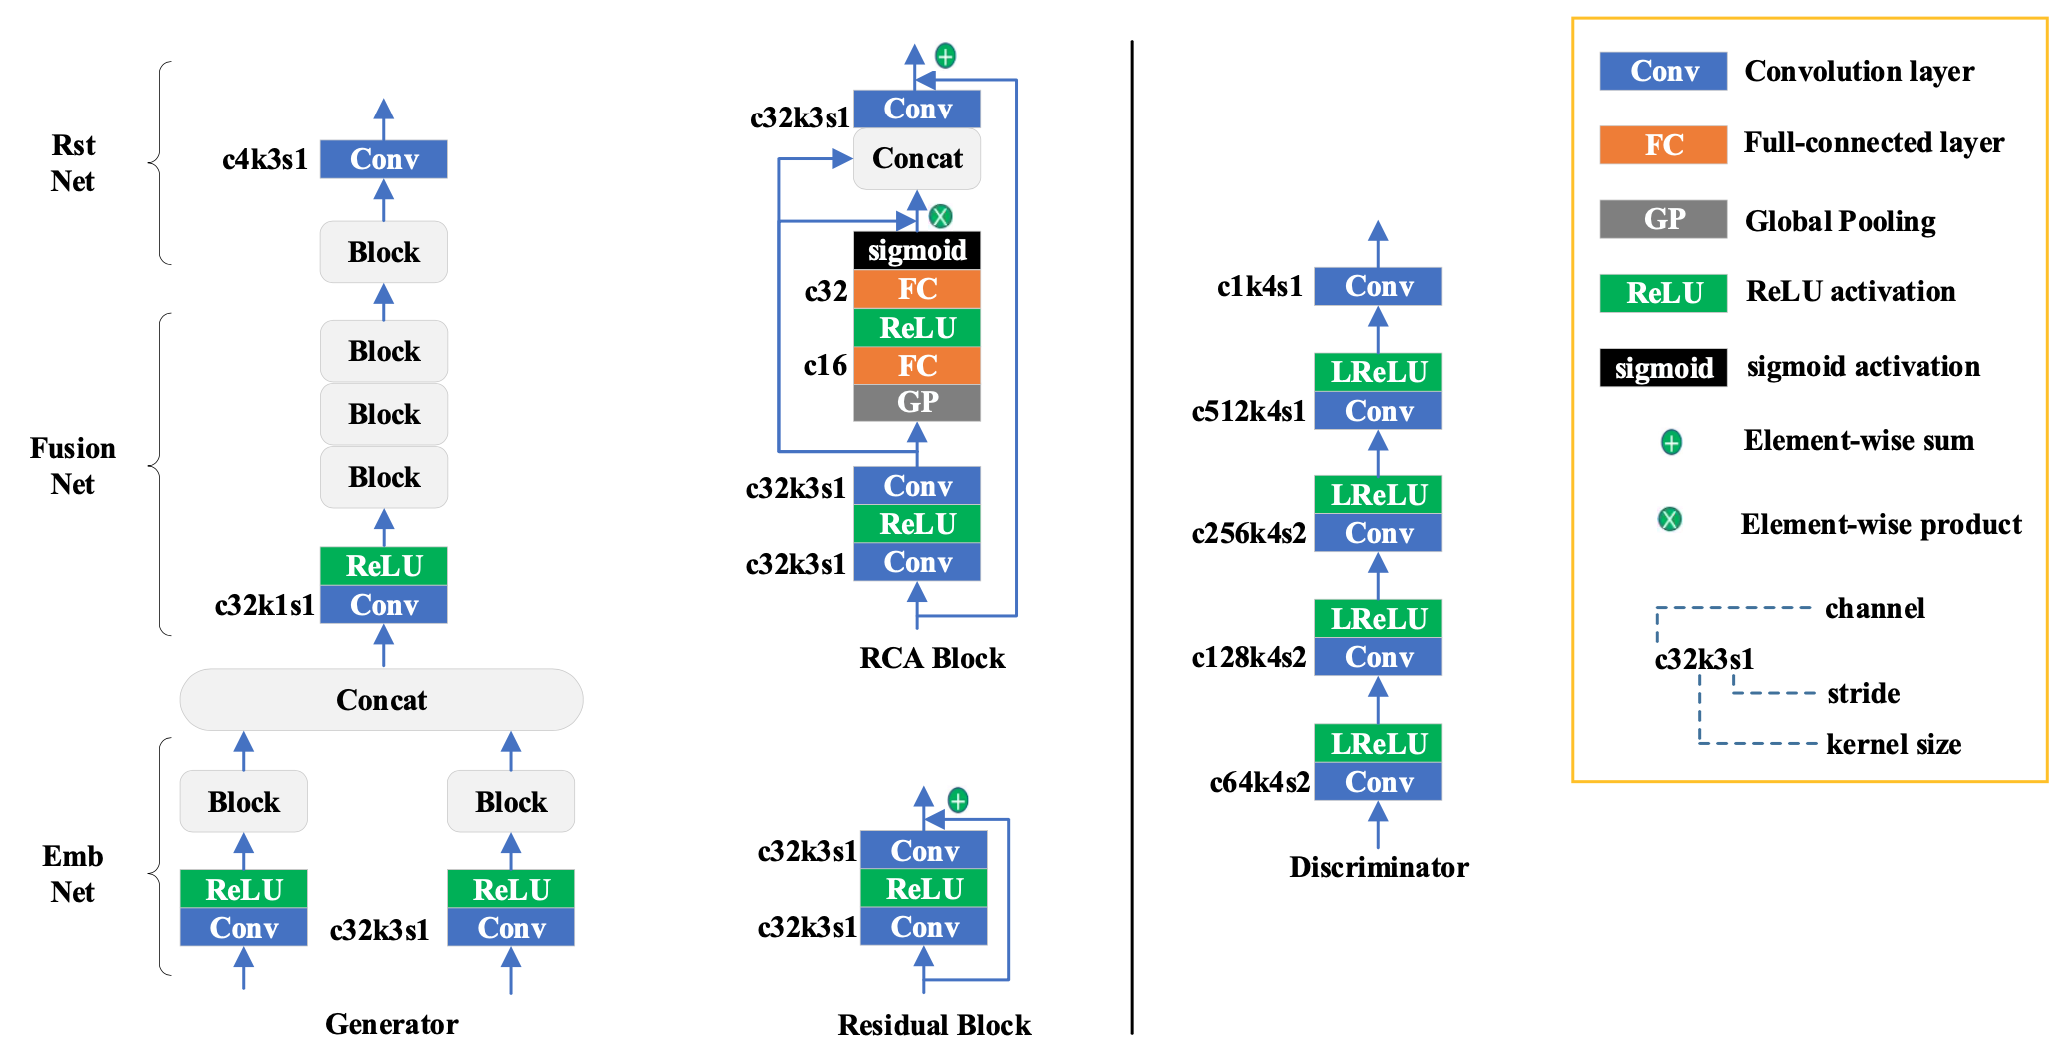 Rst
Net
c4k3s1
Conv
Block
Fusion
Net
Block
Block
Block
ReLU
c32k1s1
Conv
Concat
Emb
Net
Block
Block
ReLU
ReLU
Conv
c32k3s1
Conv
Generator
c32k3s1
Conv
Concat
sigmoid
c32
FC
ReLU
c16
FC
GP
c32k3s1
Conv
ReLU
c32k3s1
Conv
RCA Block
c32k3s1
Conv
ReLU
c32k3s1
Conv
Residual Block
c1k4s1
Conv
LReLU
c512k4s1
Conv
LReLU
c256k4s2
Conv
LReLU
c128k4s2
Conv
LReLU
c64k4s2
Conv
Discriminator
Conv Convolution layer
FC Full-connected layer
GP Global Pooling
ReLU ReLU activation
sigmoid sigmoid activation
Element-wise sum
Element-wise product
channel
c32k3s1
stride
kernel size